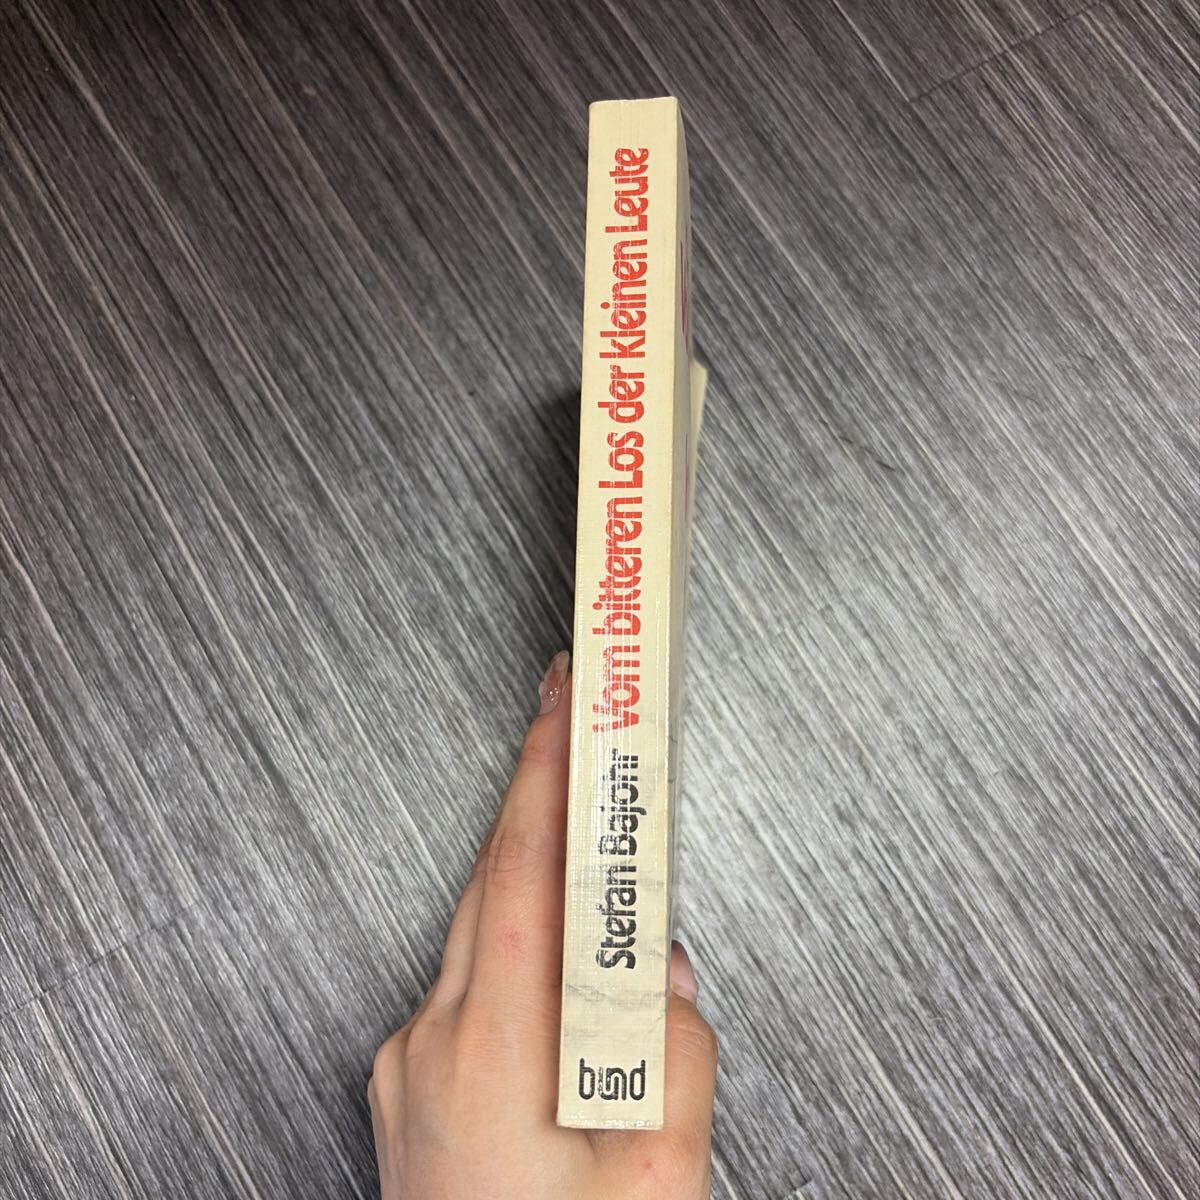 Stefan Bajohr Vom bitteren Los der kleinen Leute
bund